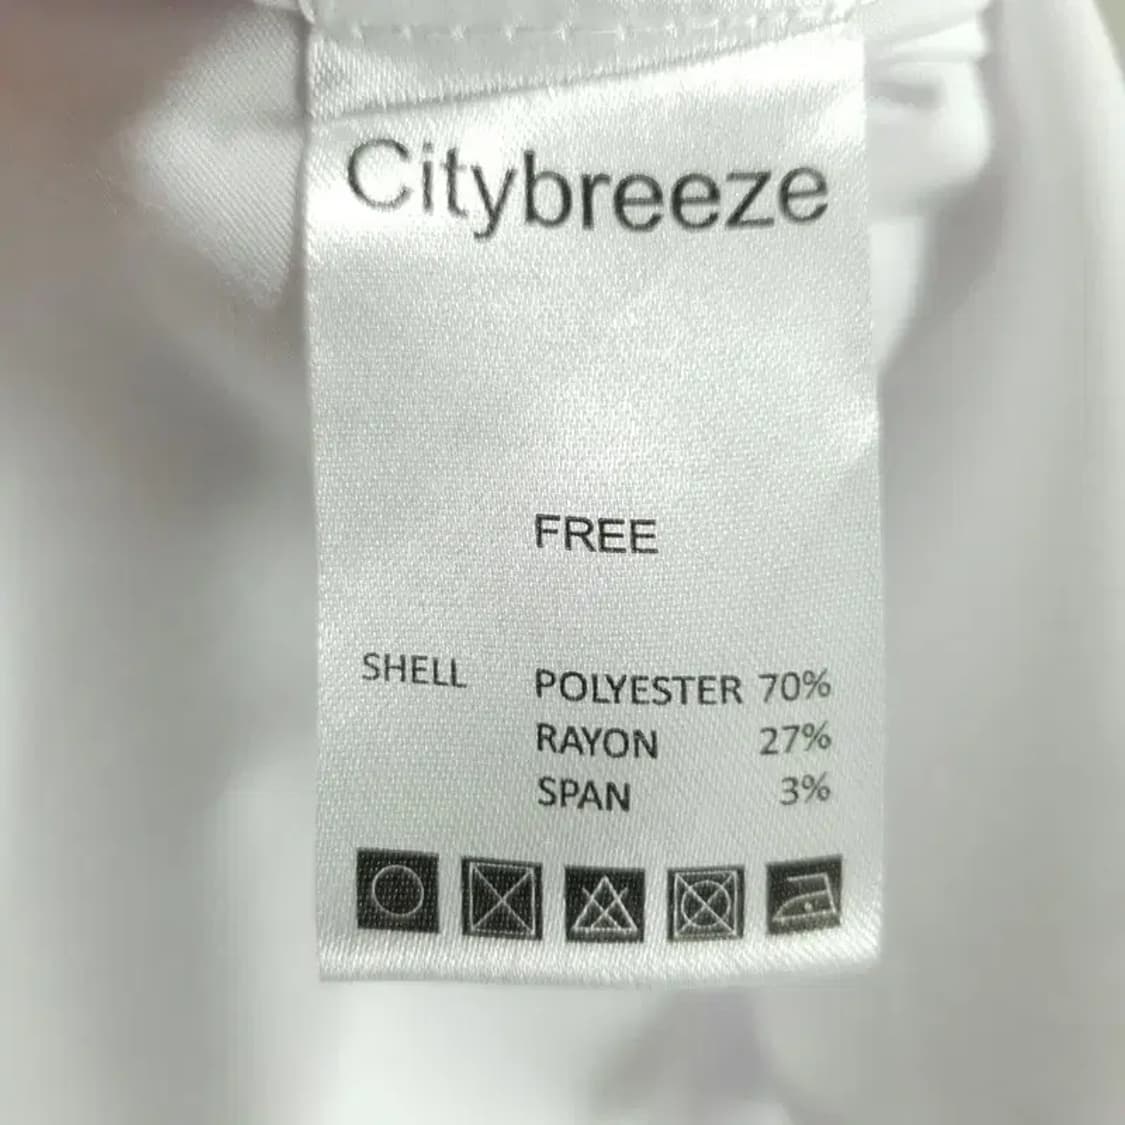 Citybreeze
FREE
SHELL POLYESTER 70%
RAYON 27%
SPAN 3%